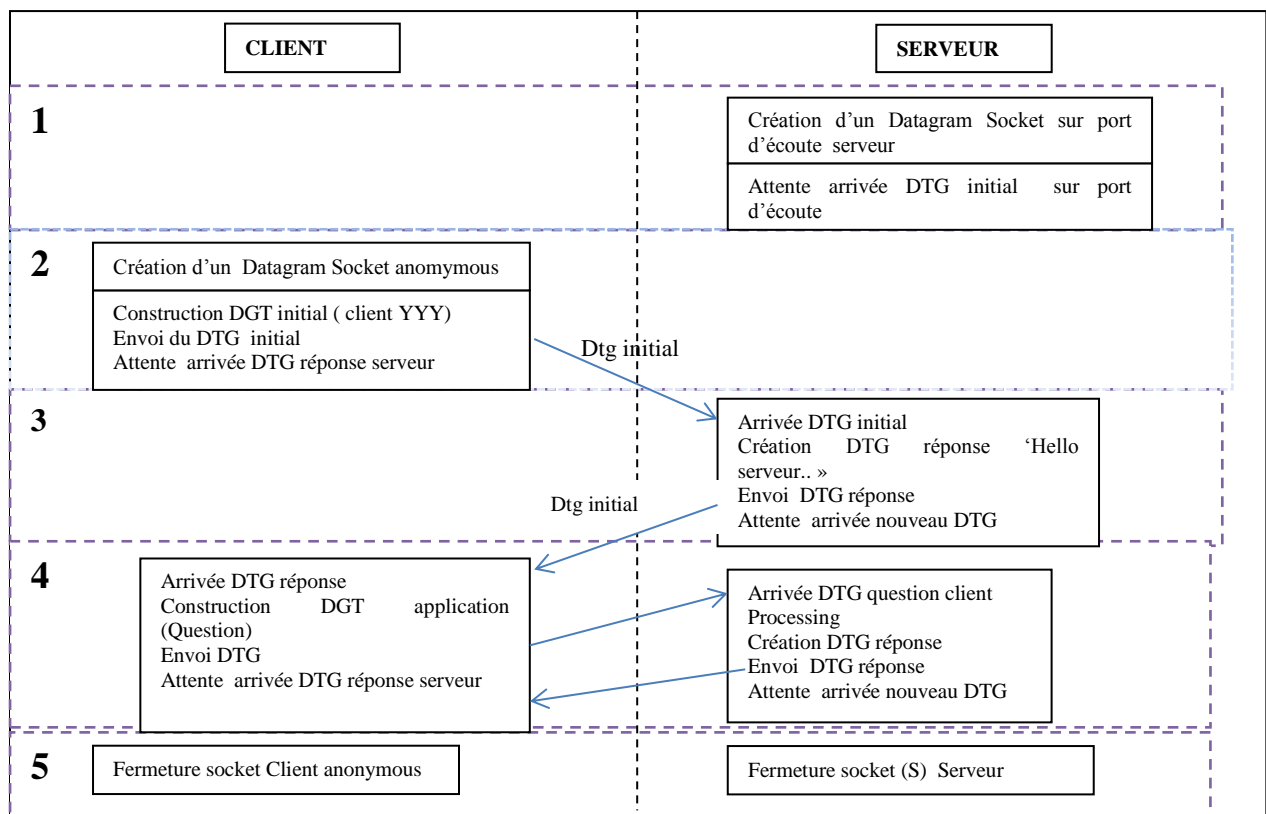 CLIENT
SERVEUR
1
Création d'un Datagram Socket sur port
d'écoute serveur
Attente arrivée DTG initial sur port
d'écoute
2
Création d'un Datagram Socket anomymous
Construction DGT initial ( client YYY)
Envoi du DTG initial
Attente arrivée DTG réponse serveur
Dtg initial
3
Arrivée DTG initial
Création DTG réponse ‘Hello
serveur.. »
Envoi DTG réponse
Attente arrivée nouveau DTG
Dtg initial
4
Arrivée DTG réponse
Construction DGT application
(Question)
Envoi DTG
Attente arrivée DTG réponse serveur
Arrivée DTG question client
Processing
Création DTG réponse
Envoi DTG réponse
Attente arrivée nouveau DTG
5
Fermeture socket Client anonymous
Fermeture socket (S) Serveur